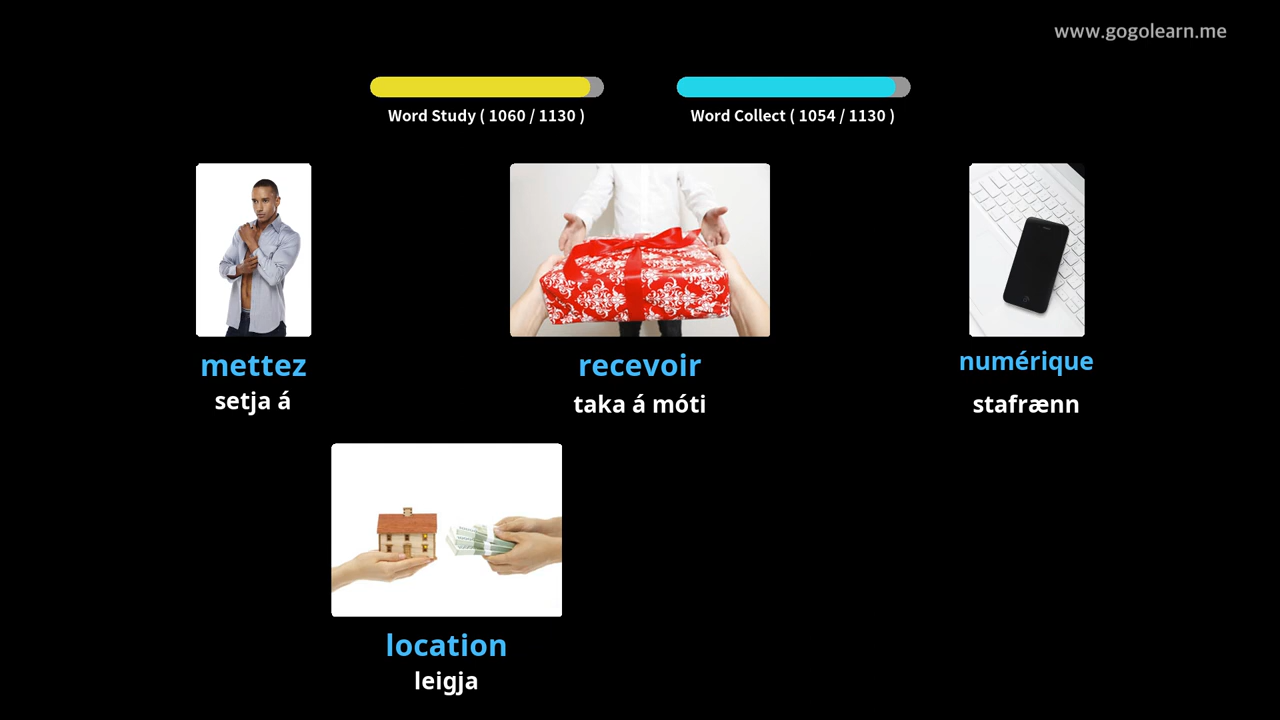 www.gogolearn.me
Word Study ( 1060 / 1130 )
Word Collect ( 1054 / 1130 )
mettez
setja á
recevoir
taka á móti
numérique
stafrænn
location
leigja